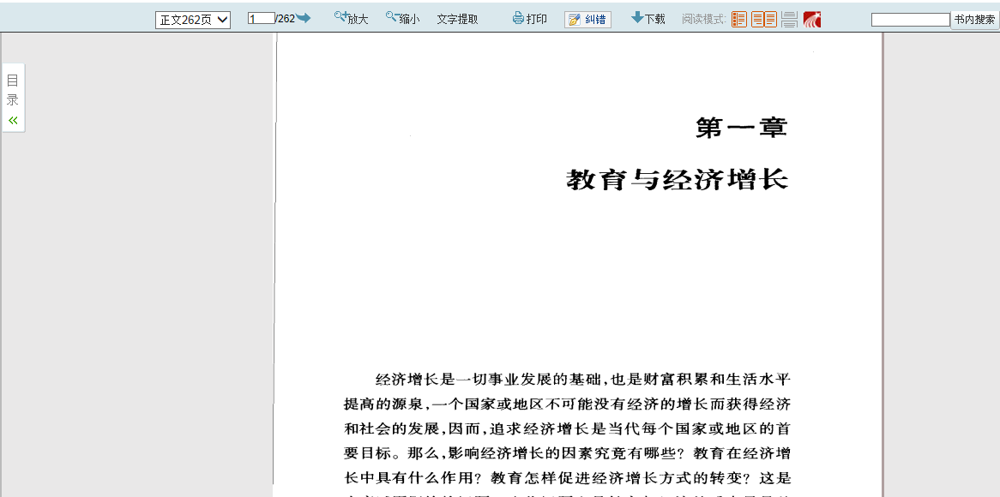 正文262页 1 /262 放大 缩小 文字提取 打印 纠错 下载 阅读模式: 书内搜索
目
录
第一章
教育与经济增长
经济增长是一切事业发展的基础,也是财富积累和生活水平
提高的源泉,一个国家或地区不可能没有经济的增长而获得经济
和社会的发展,因而,追求经济增长是当代每个国家或地区的首
要目标。那么,影响经济增长的因素究竟有哪些?教育在经济增
长中具有什么作用?教育怎样促进经济增长方式的转变?这是